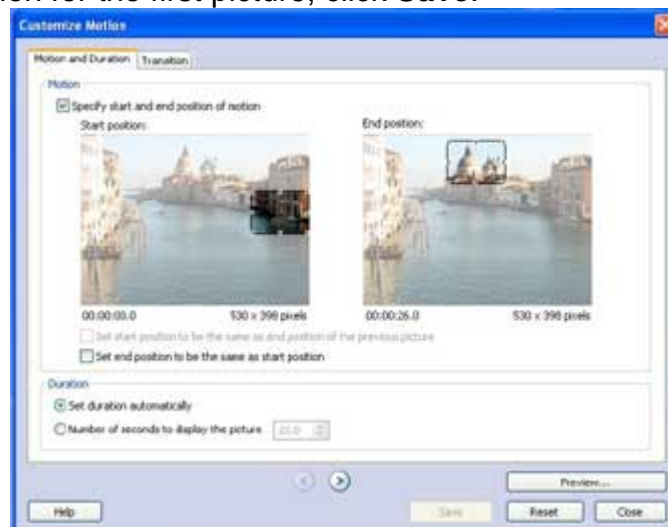 ion for the first picture, click Save.
Customize Motion
Motion and Duration Transition
Motion
Specify start and end position of motion
Start position: End position:
00:00:00.0 530 x 398 pixels 00:00:26.0 530 x 398 pixels
Set start position to be the same as end position of the previous picture
Set end position to be the same as start position
Duration
Set duration automatically
Number of seconds to display the picture
Preview...
Help Save Reset Close